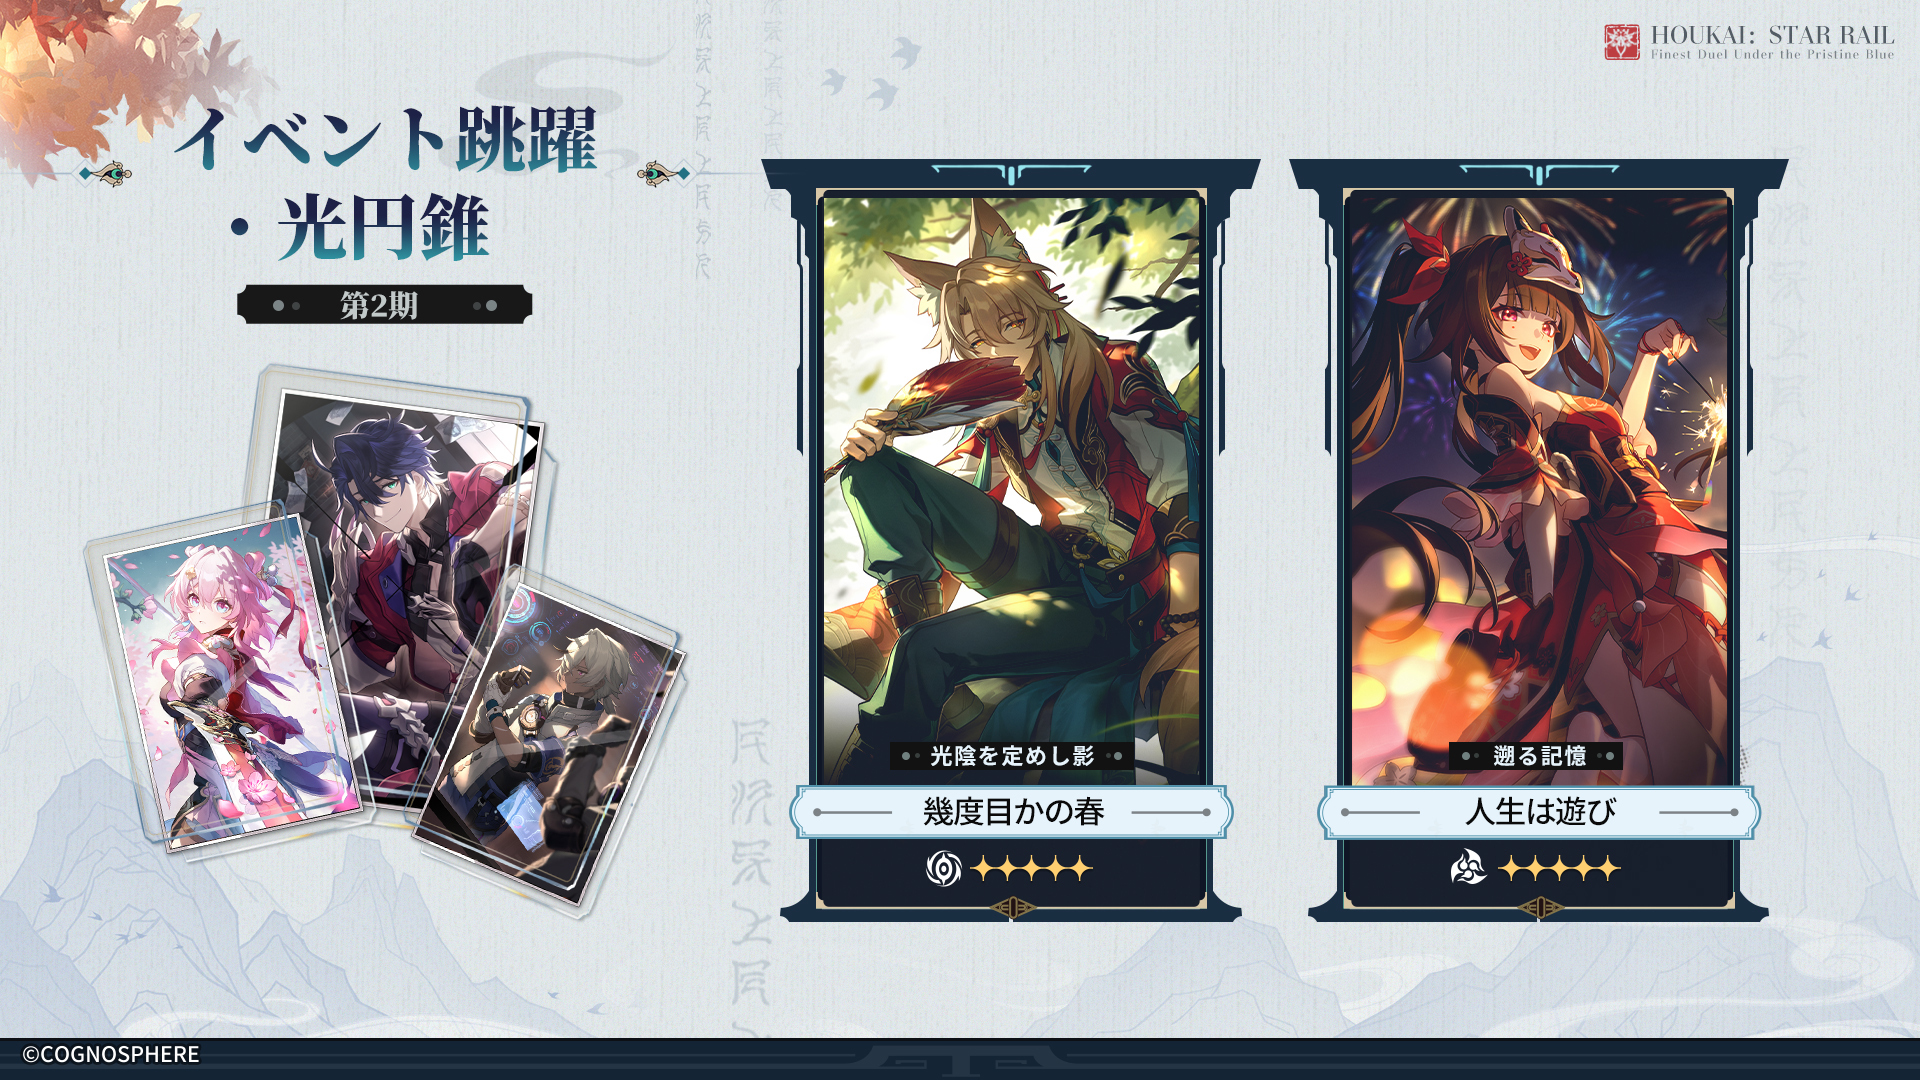 HOUKAI: STAR RAIL
Finest Duel Under the Pristine Blue
イベント跳躍
・光円錐
第2期
光陰を定めし影
幾度目かの春
遡る記憶
人生は遊び
©COGNOSPHERE